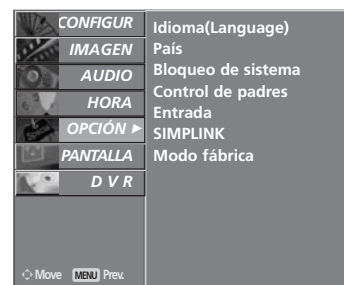 CONFIGUR
IMAGEN
AUDIO
HORA
OPCIÓN ►
PANTALLA
D V R
Idioma(Language)
País
Bloqueo de sistema
Control de padres
Entrada
SIMPLINK
Modo fábrica
Move MENU Prev.